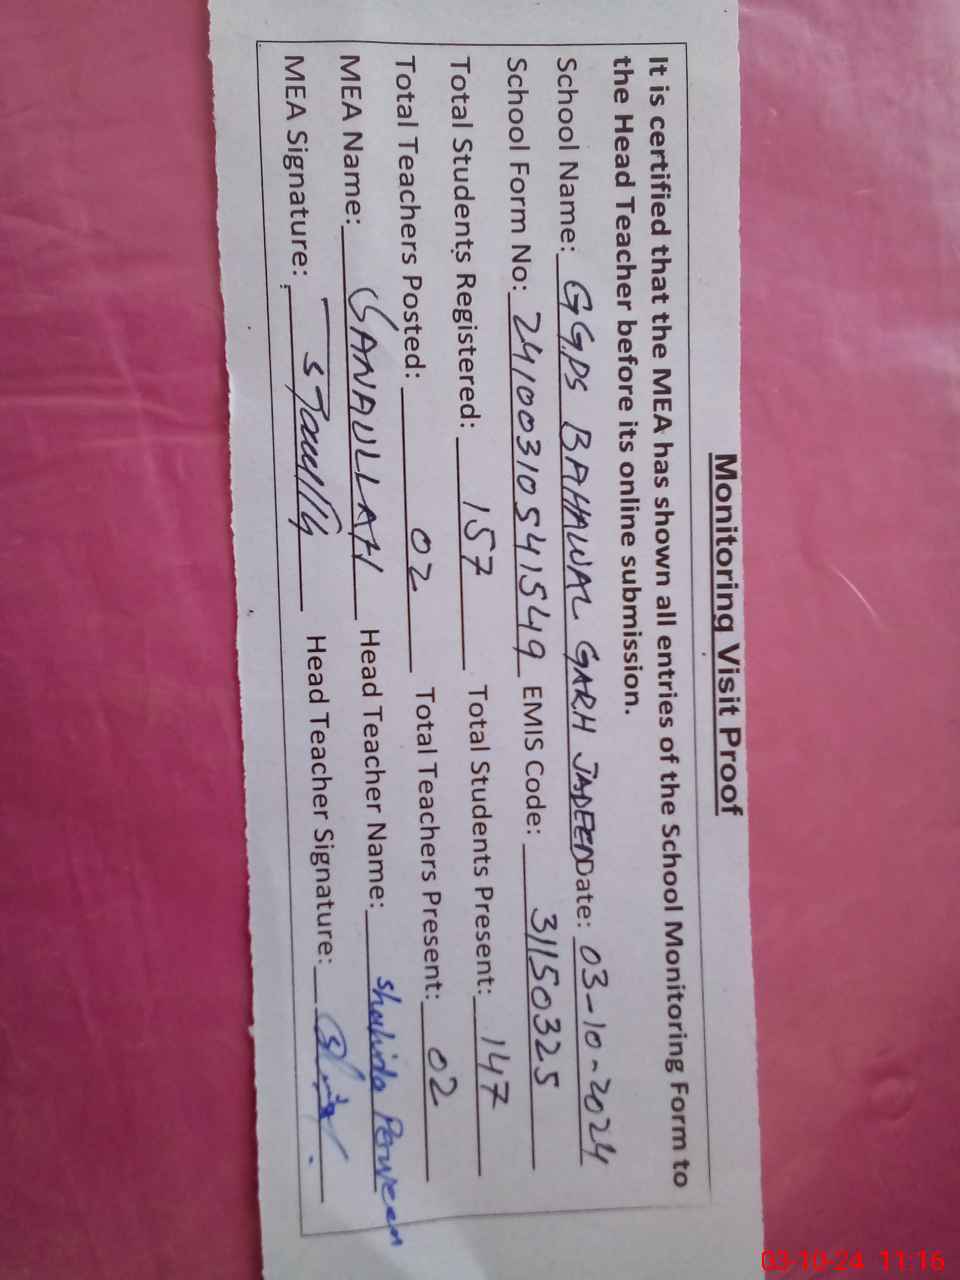 Monitoring Visit Proof
It is certified that the MEA has shown all entries of the School Monitoring Form to
the Head Teacher before its online submission.
School Name: GGPS BAHAWAL GARH JADEED Date: 03-10-2024
School Form No: 2410031054 1549 EMIS Code: 31150325
Total Students Registered: 157 Total Students Present: 147
Total Teachers Posted: 02 Total Teachers Present: 02
MEA Name: SANAULLAH Head Teacher Name: Shahida Perveen
MEA Signature: Head Teacher Signature:
03-10-24 11:16